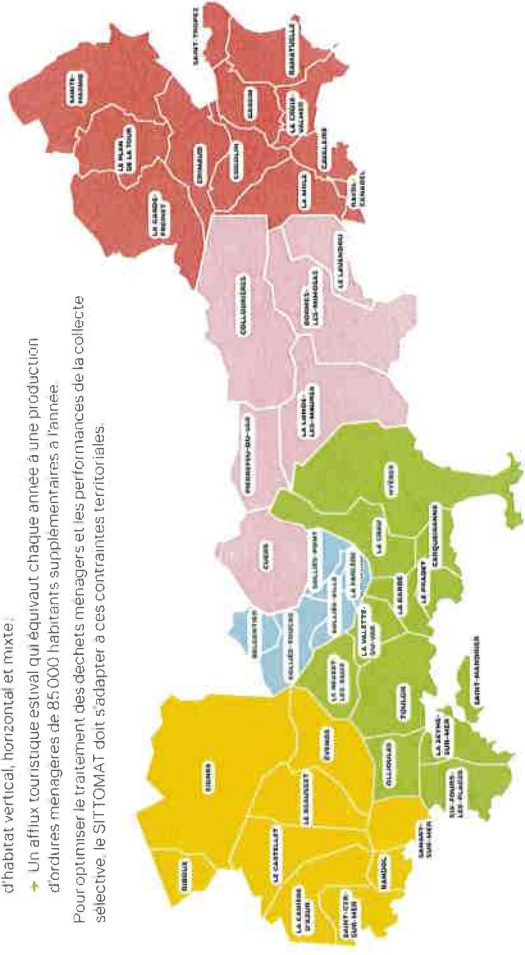 d'habitat vertical, horizontal et mixte ;
→ Un afflux touristique estival qui équivaut chaque année à une production
d'ordures ménagères de 85 000 habitants supplémentaires à l'année.
Pour optimiser le traitement des déchets ménagers et les performances de la collecte
sélective, le SITTOMAT doit s'adapter à ces contraintes territoriales.
RIBOUX
SIGNES
LA CADIÈRE
D'AZUR
LE CASTELLET
LE BEAUSSET
ÉVENOS
SAINT-CYR
SUR-MER
BANDOL
SANARY-
SUR-MER
OLLIOULES
SIX-FOURS-
LES-PLAGES
LA SEYNE-
SUR-MER
SAINT-MANDRIER
TOULON
LE REVEST
LES EAUX
LA VALETTE-
DU-VAR
LA GARDE
LE PRADET
CARQUEIRANNE
LA CRAU
HYÈRES
BELGENTIER
SOLLIÈS-TOUCAS
SOLLIÈS-VILLE
SOLLIÈS-PONT
LA FARLÈDE
CUERS
PIERREFEU-DU-VAR
COLLOBRIÈRES
LA LONDE-
LES-MAURES
BORMES-
LES-MIMOSAS
LE LAVANDOU
LA GARDE-
FREINET
LE PLAN
DE LA TOUR
SAINTE-
MAXIME
GRIMAUD
COGOLIN
LA MOLE
SAINT-TROPEZ
GASSIN
RAMATUELLE
LA CROIX
VALMER
CAVALAIRE
RAYOL-
CANADEL